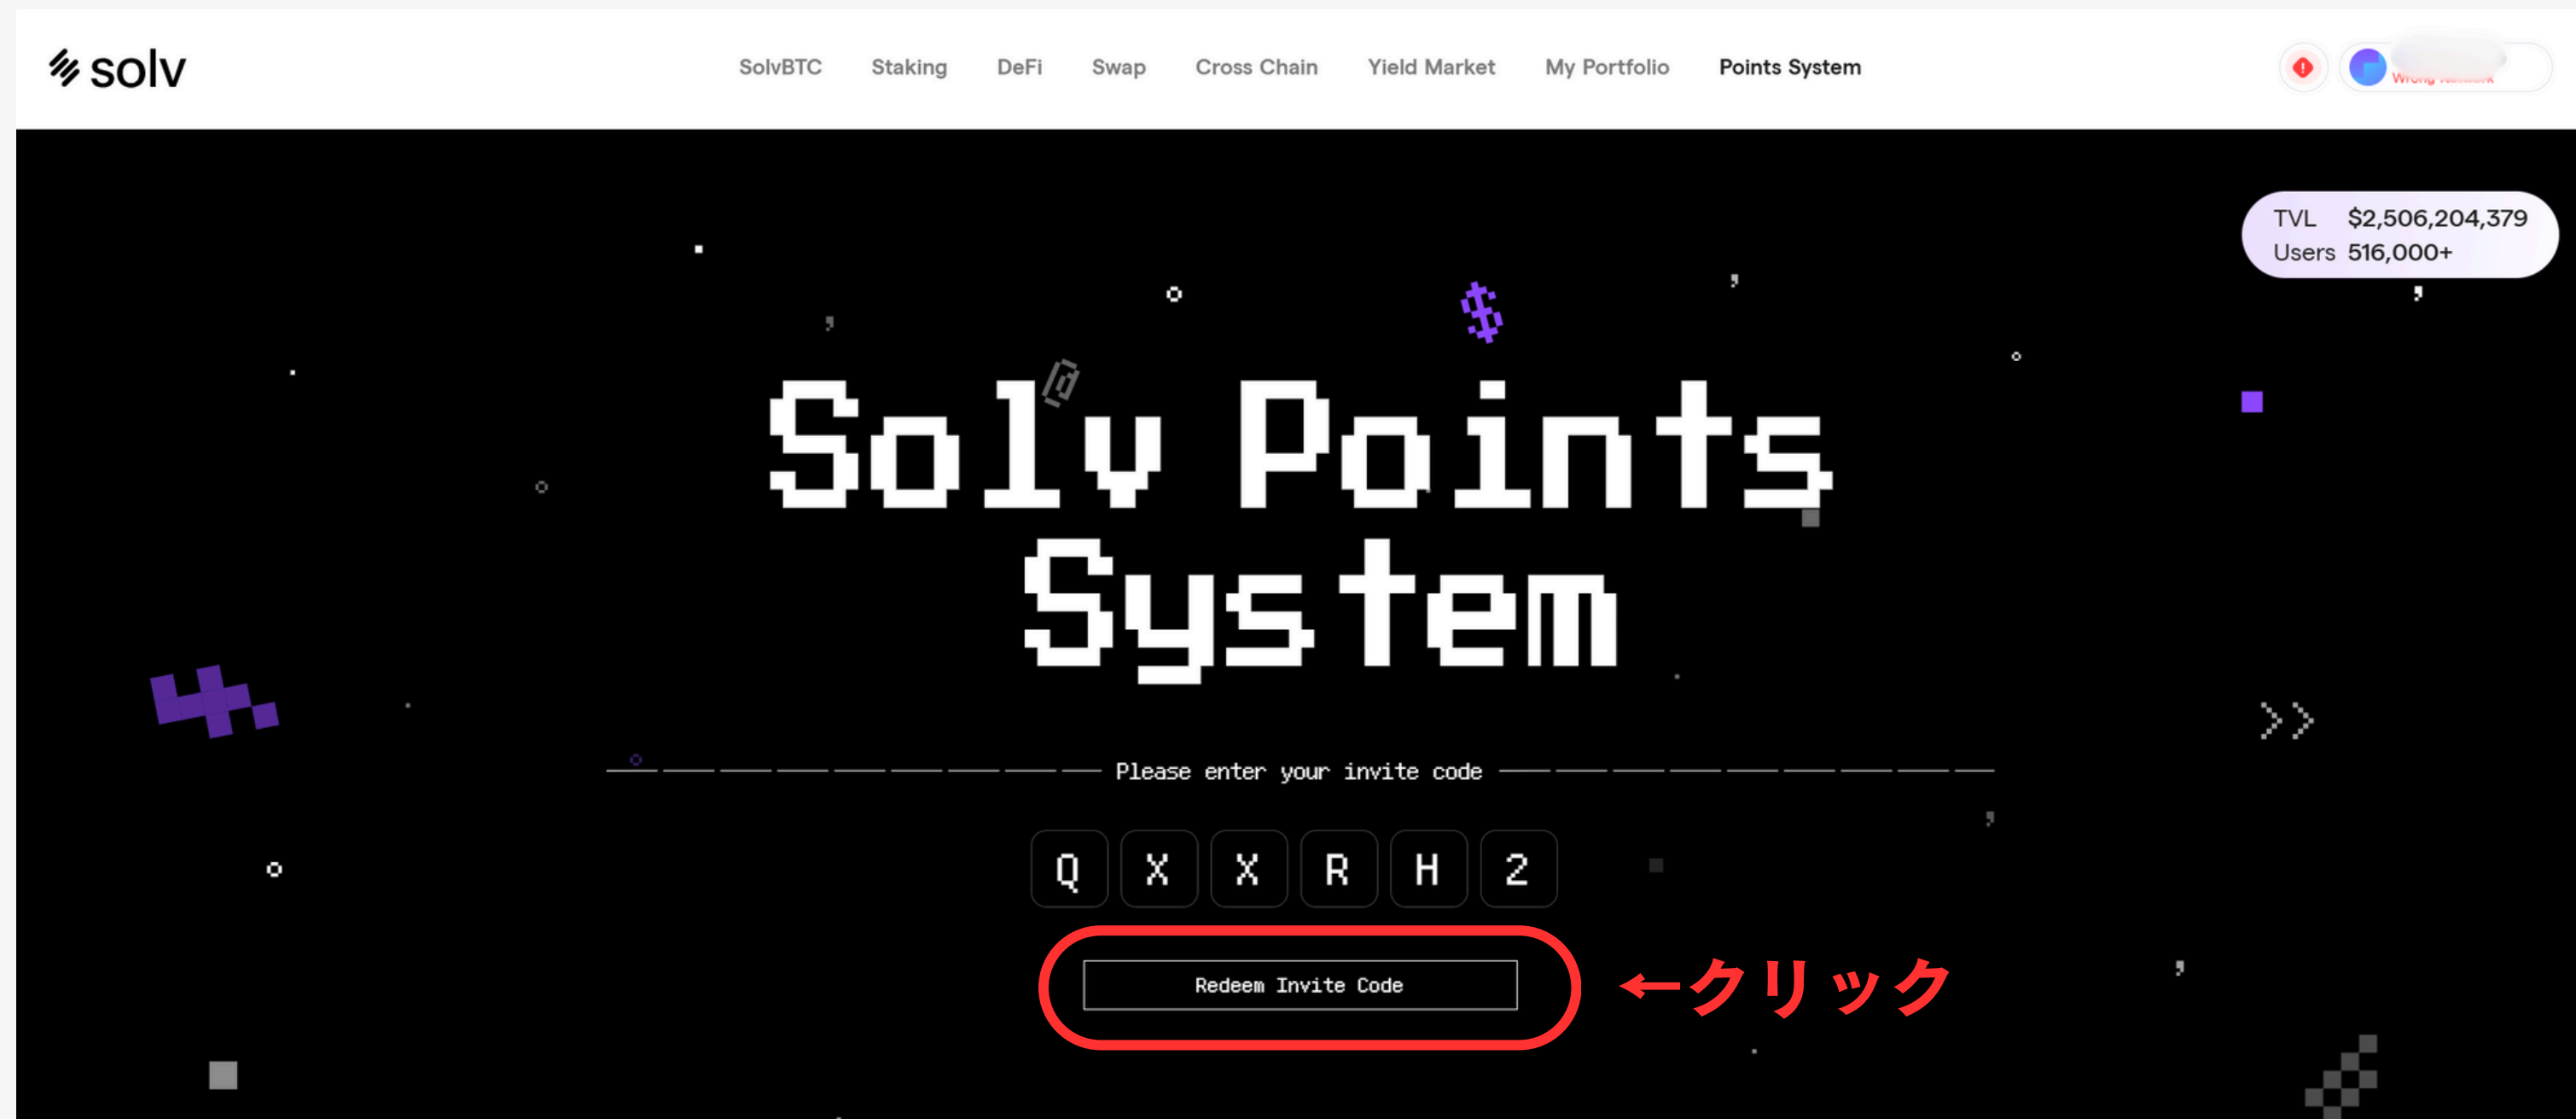 solv
SolvBTC Staking DeFi Swap Cross Chain Yield Market My Portfolio Points System
TVL $2,506,204,379
Users 516,000+
Solv Points
System
Please enter your invite code
Q X X R H 2
Redeem Invite Code
←クリック